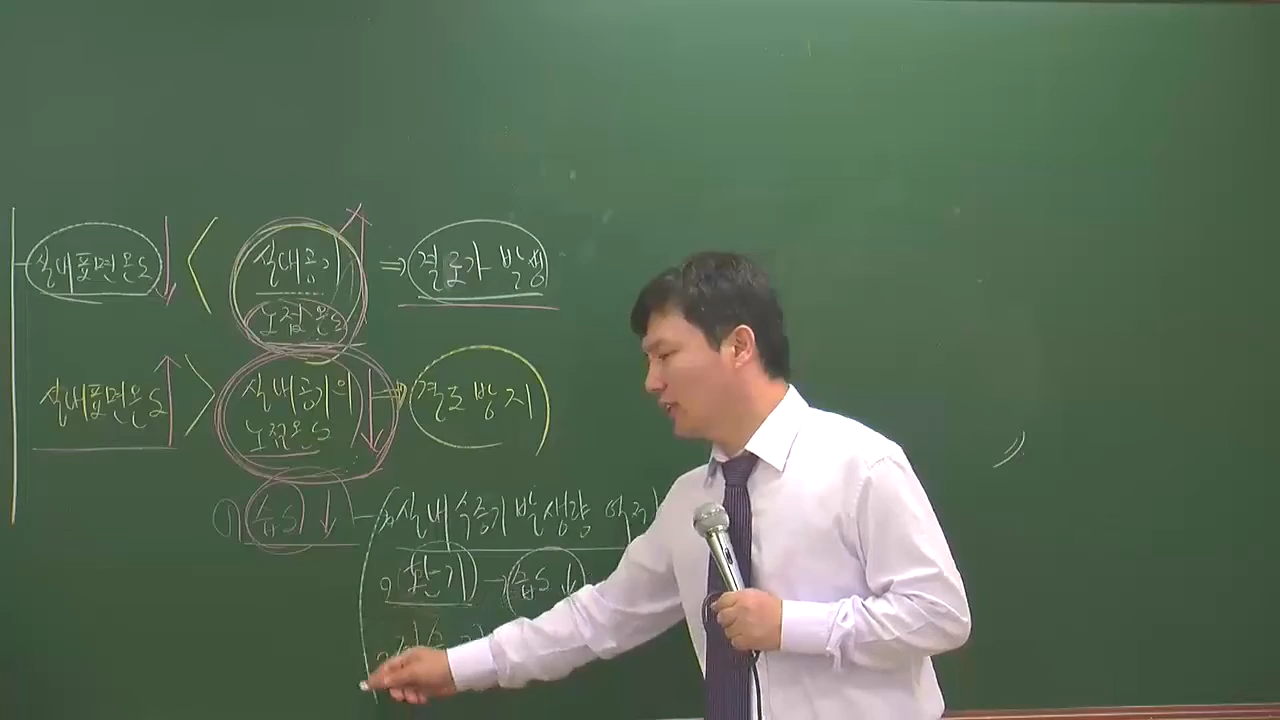 실내표면온도 < 실내공기 노점온도 ⇒ 결로가 발생
실내표면온도 > 실내공기의 노점온도 ⇒ 결로방지
1) 습도↓ - 실내 수증기 발생량 억제
(환기) → 습도↓